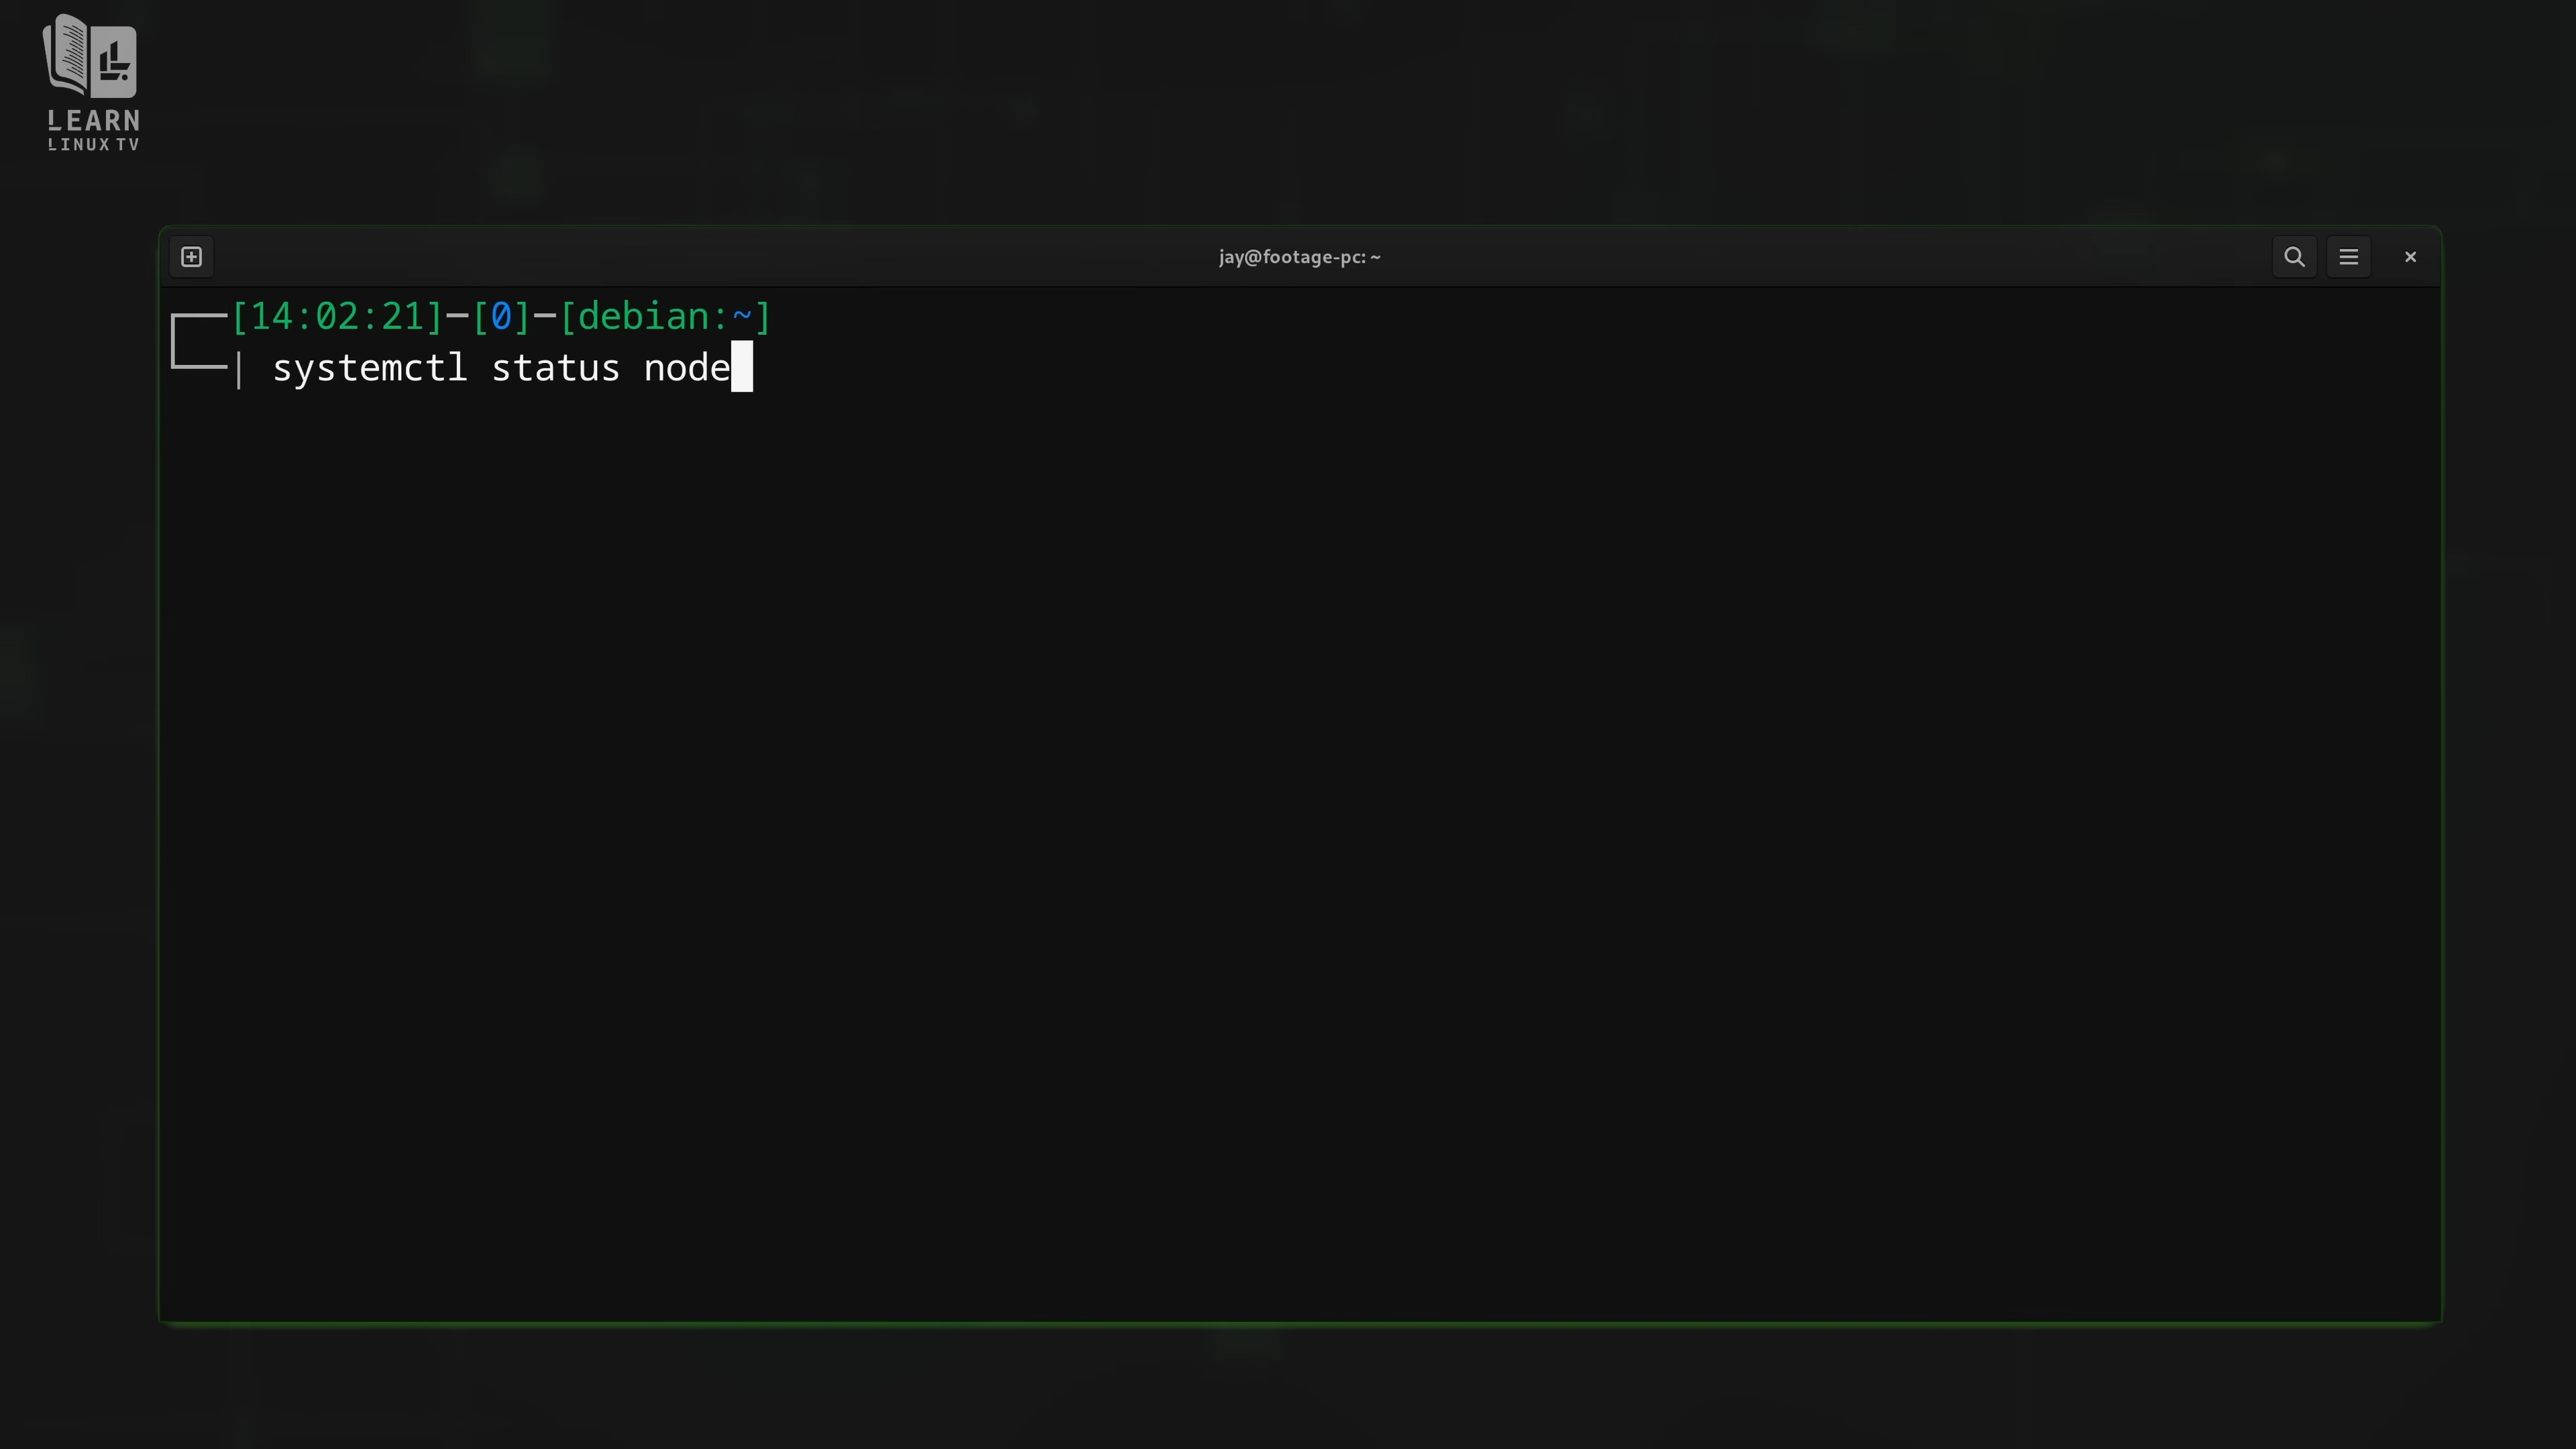 LEARN
LINUX TV
jay@footage-pc: ~
[14:02:21]-[0]-[debian:~]
| systemctl status node